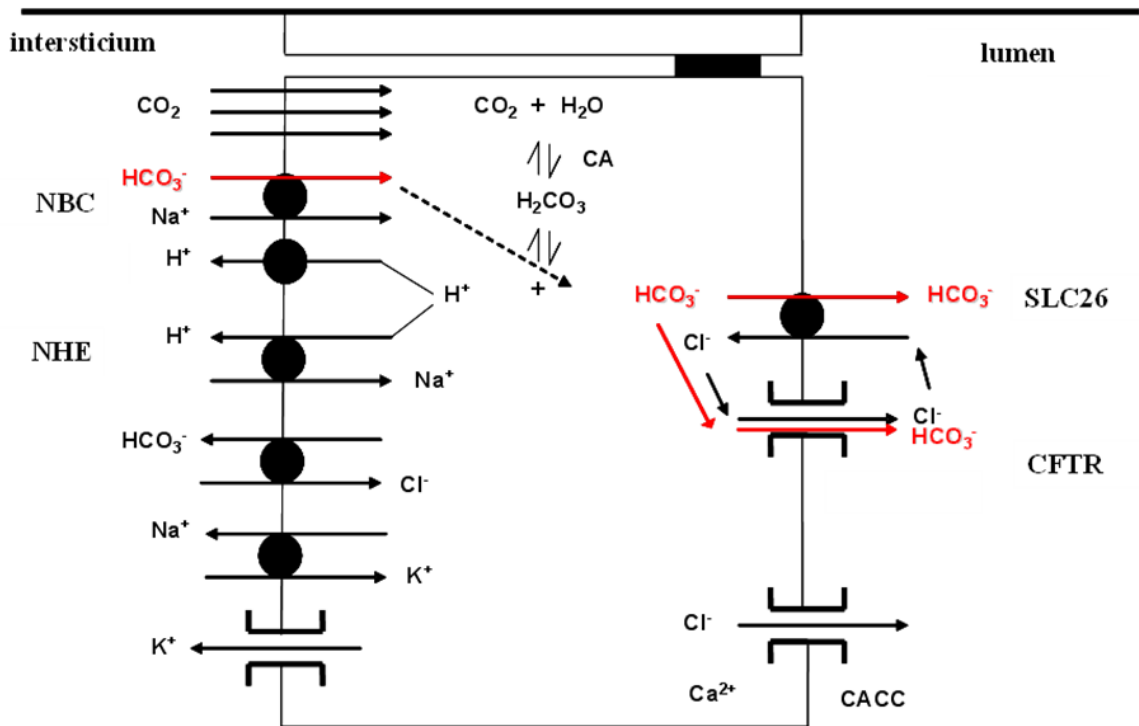 intersticium
lumen
CO₂
CO₂ + H₂O
CA
HCO₃⁻
NBC
H₂CO₃
Na⁺
H⁺
H⁺
+
HCO₃⁻
HCO₃⁻
SLC26
H⁺
NHE
Cl⁻
Na⁺
Cl⁻
HCO₃⁻
HCO₃⁻
CFTR
Cl⁻
Na⁺
K⁺
Cl⁻
K⁺
Ca²⁺
CACC